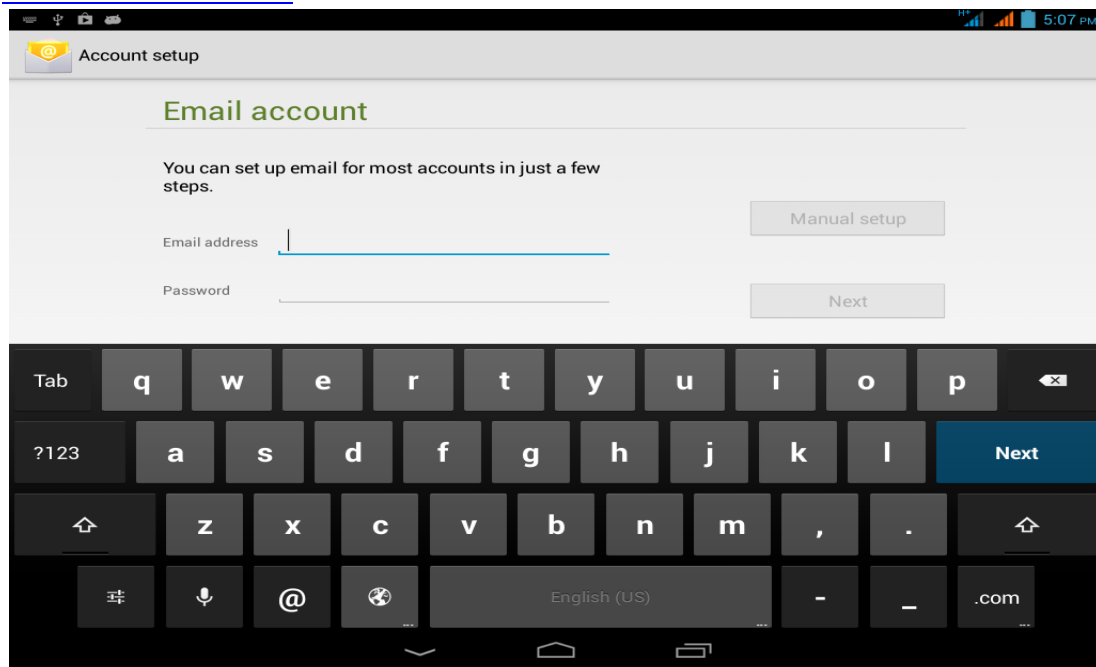 H+ 5:07 PM
Account setup
Email account
You can set up email for most accounts in just a few
steps.
Manual setup
Email address
Password
Next
Tab q w e r t y u i o p
?123 a s d f g h j k l Next
z x c v b n m , .
@ English (US) - _ .com